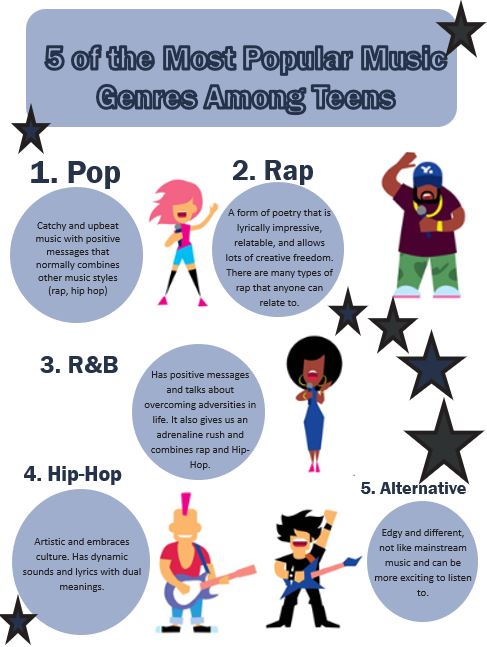 5 of the Most Popular Music
Genres Among Teens
1. Pop
Catchy and upbeat
music with positive
messages that
normally combines
other music styles
(rap, hip hop)
2. Rap
A form of poetry that is
lyrically impressive,
relatable, and allows
lots of creative freedom.
There are many types of
rap that anyone can
relate to.
3. R&B
Has positive messages
and talks about
overcoming adversities in
life. It also gives us an
adrenaline rush and
combines rap and Hip-
Hop.
4. Hip-Hop
Artistic and embraces
culture. Has dynamic
sounds and lyrics with dual
meanings.
5. Alternative
Edgy and different,
not like mainstream
music and can be
more exciting to listen
to.